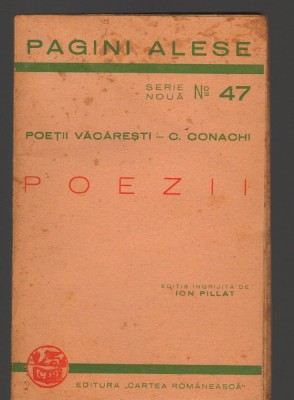 PAGINI ALESE
SERIE NOUĂ No 47
POEȚII VĂCĂREȘTI – C. CONACHI
POEZII
EDIȚIE ÎNGRIJITĂ DE
ION PILLAT
EDITURA „CARTEA ROMÂNEASCĂ"